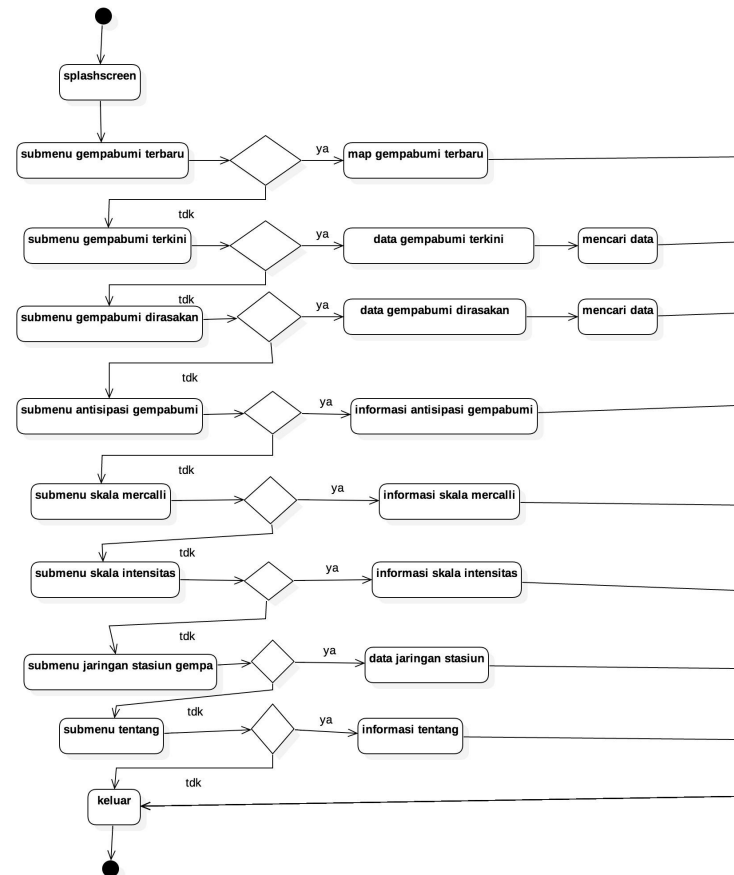 splashscreen
submenu gempabumi terbaru
ya
map gempabumi terbaru
tdk
submenu gempabumi terkini
ya
data gempabumi terkini
mencari data
tdk
submenu gempabumi dirasakan
ya
data gempabumi dirasakan
mencari data
tdk
submenu antisipasi gempabumi
ya
informasi antisipasi gempabumi
tdk
submenu skala mercalli
ya
informasi skala mercalli
tdk
submenu skala intensitas
ya
informasi skala intensitas
tdk
submenu jaringan stasiun gempa
ya
data jaringan stasiun
tdk
submenu tentang
ya
informasi tentang
tdk
keluar